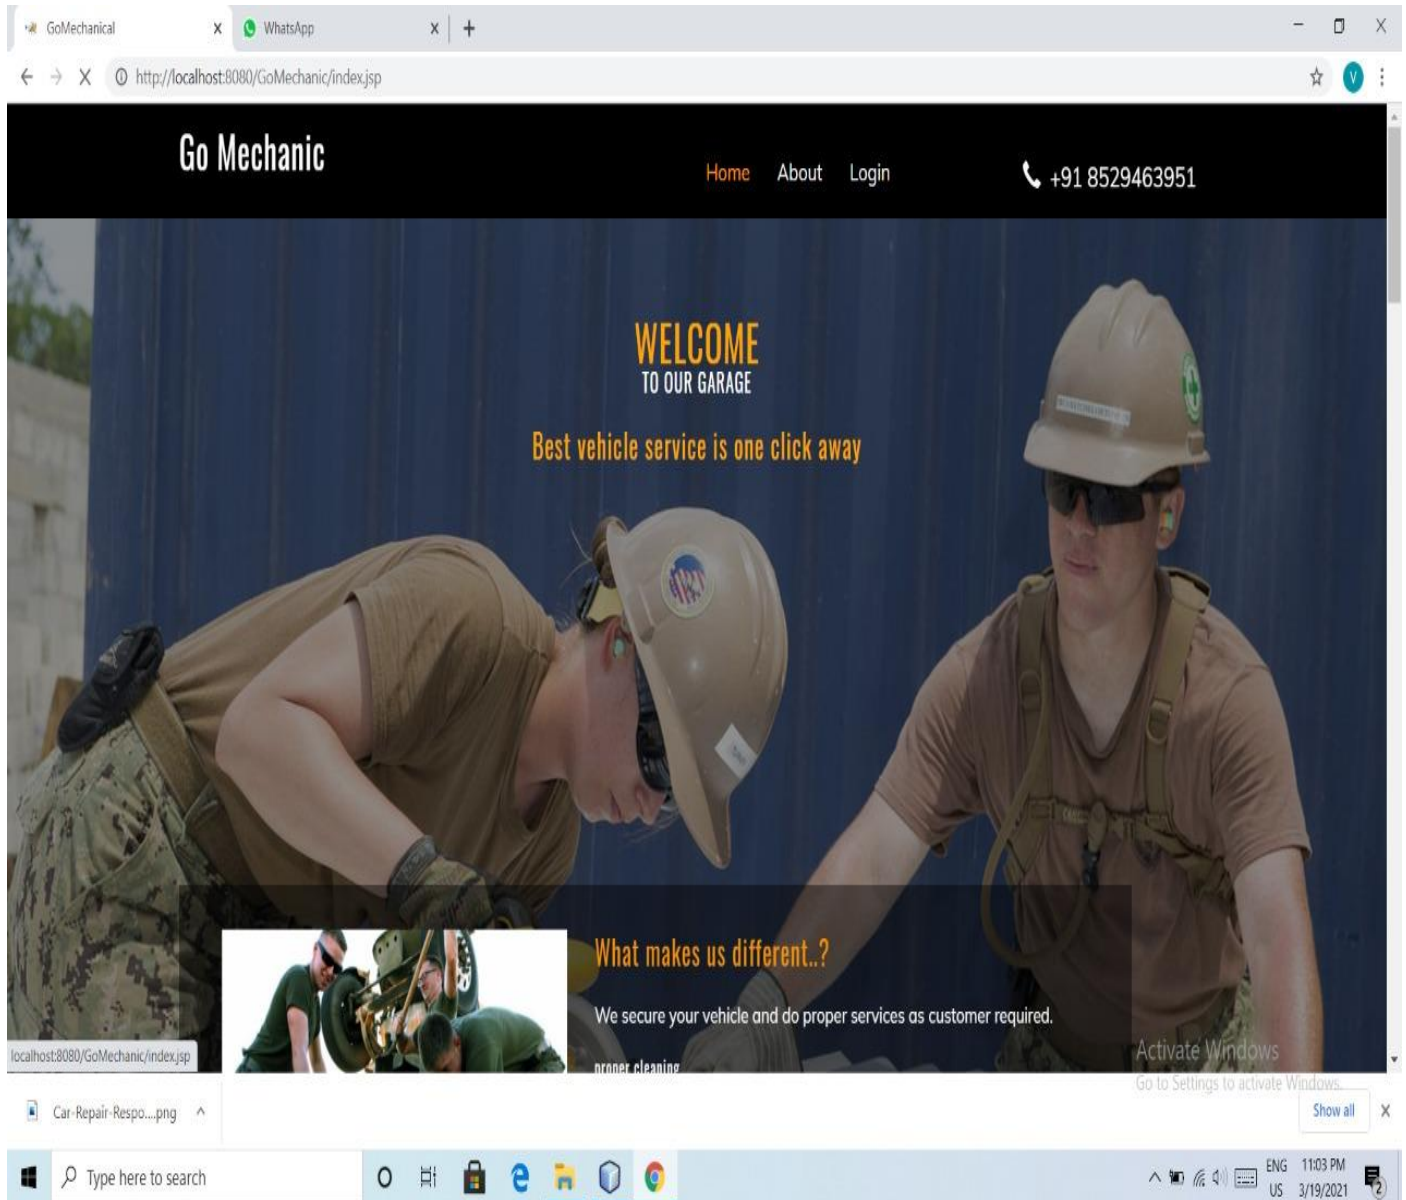 GoMechanical
WhatsApp
http://localhost:8080/GoMechanic/index.jsp
V
Go Mechanic
Home About Login
+91 8529463951
WELCOME
TO OUR GARAGE
Best vehicle service is one click away
What makes us different..?
We secure your vehicle and do proper services as customer required.
proper cleaning
localhost:8080/GoMechanic/index.jsp
Activate Windows
Go to Settings to activate Windows.
Car-Repair-Respo....png
Show all
Type here to search
ENG 11:03 PM
US 3/19/2021
2